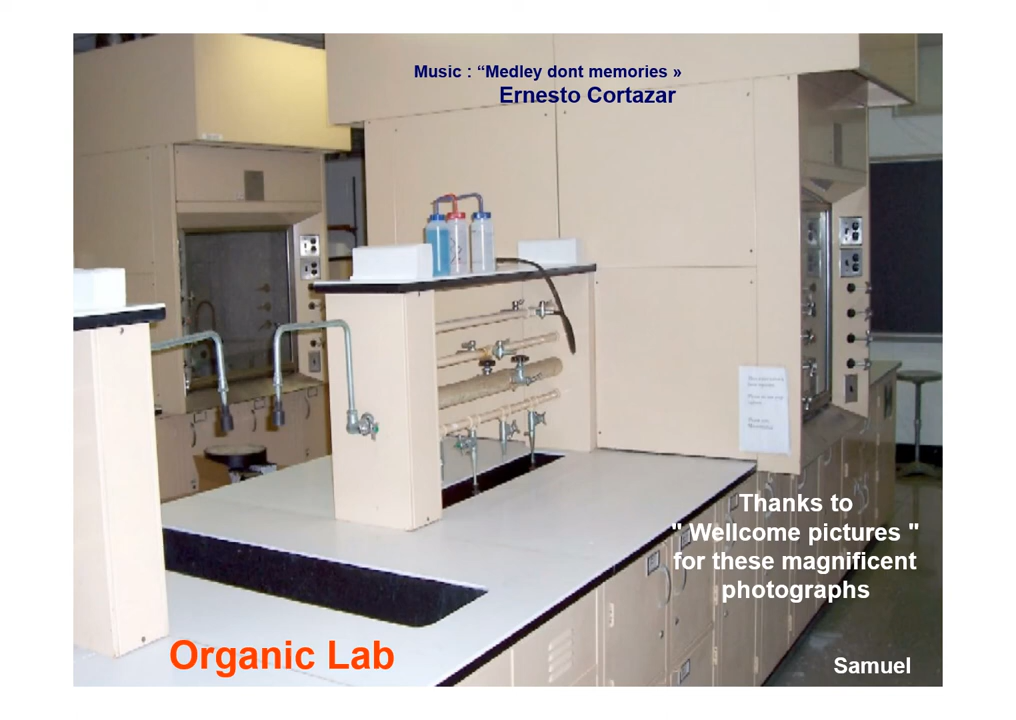 Music : “Medley dont memories »
Ernesto Cortazar
Thanks to
" Wellcome pictures "
for these magnificent
photographs
Organic Lab
Samuel